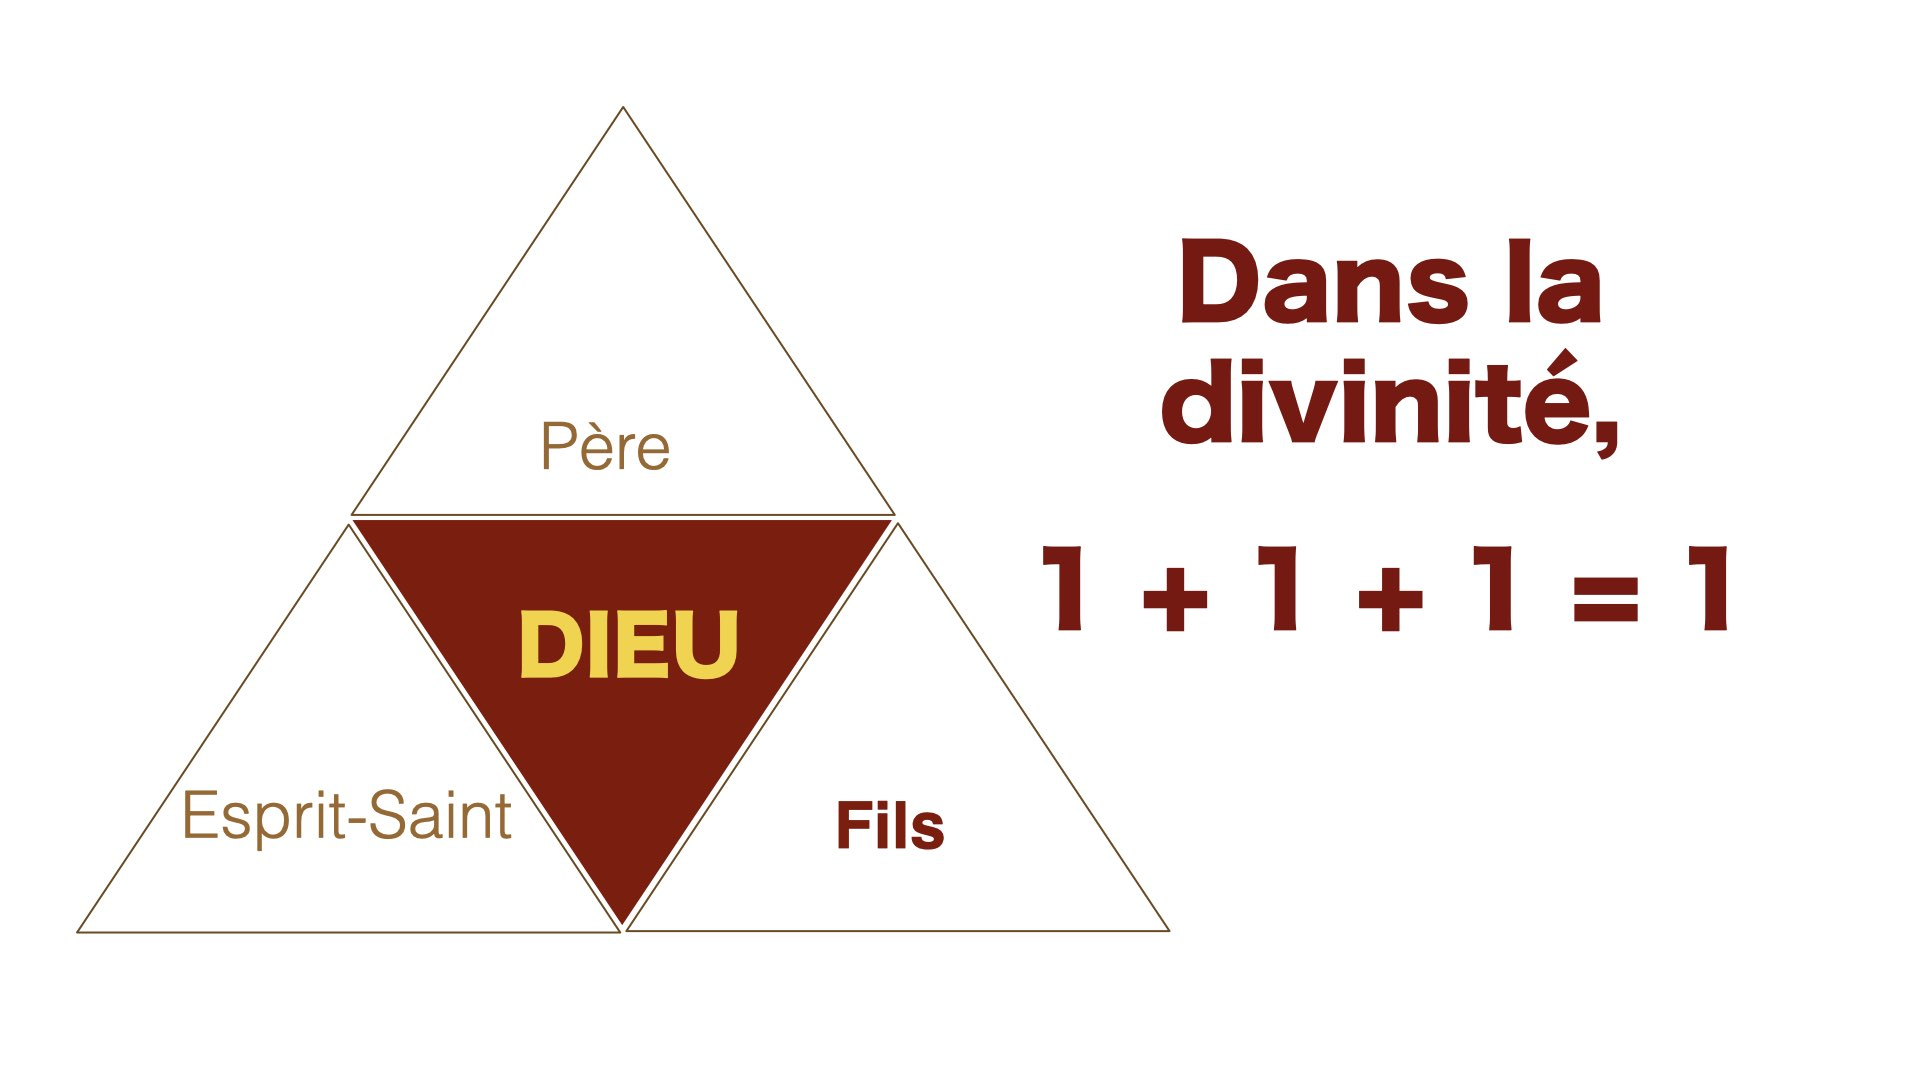 Père
DIEU
Esprit-Saint
Fils
Dans la
divinité,
1 + 1 + 1 = 1